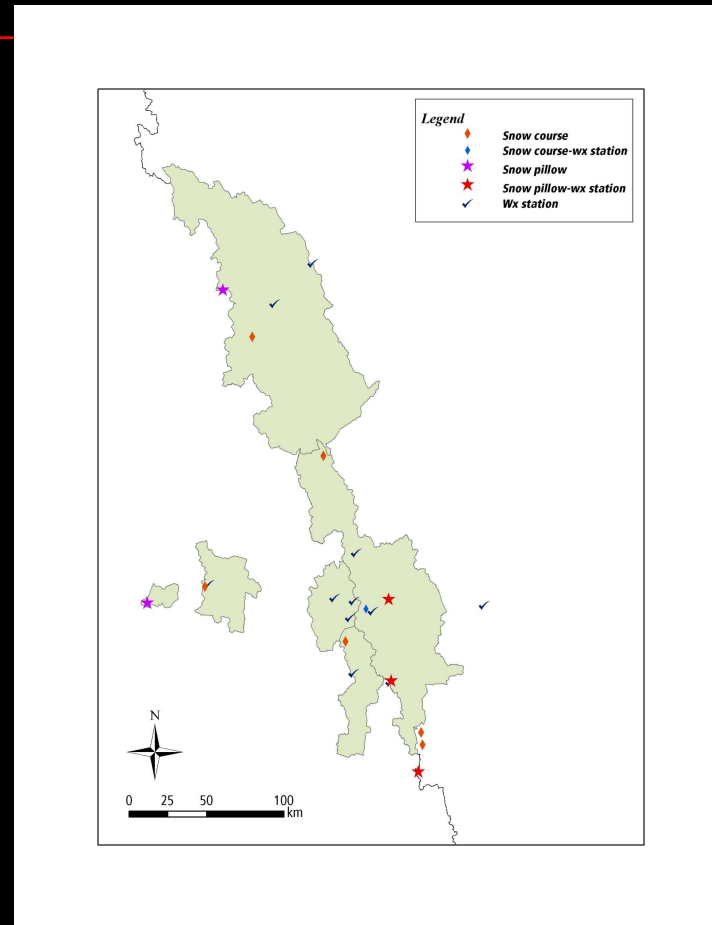 Legend
Snow course
Snow course-wx station
Snow pillow
Snow pillow-wx station
Wx station
N
0 25 50 100
km